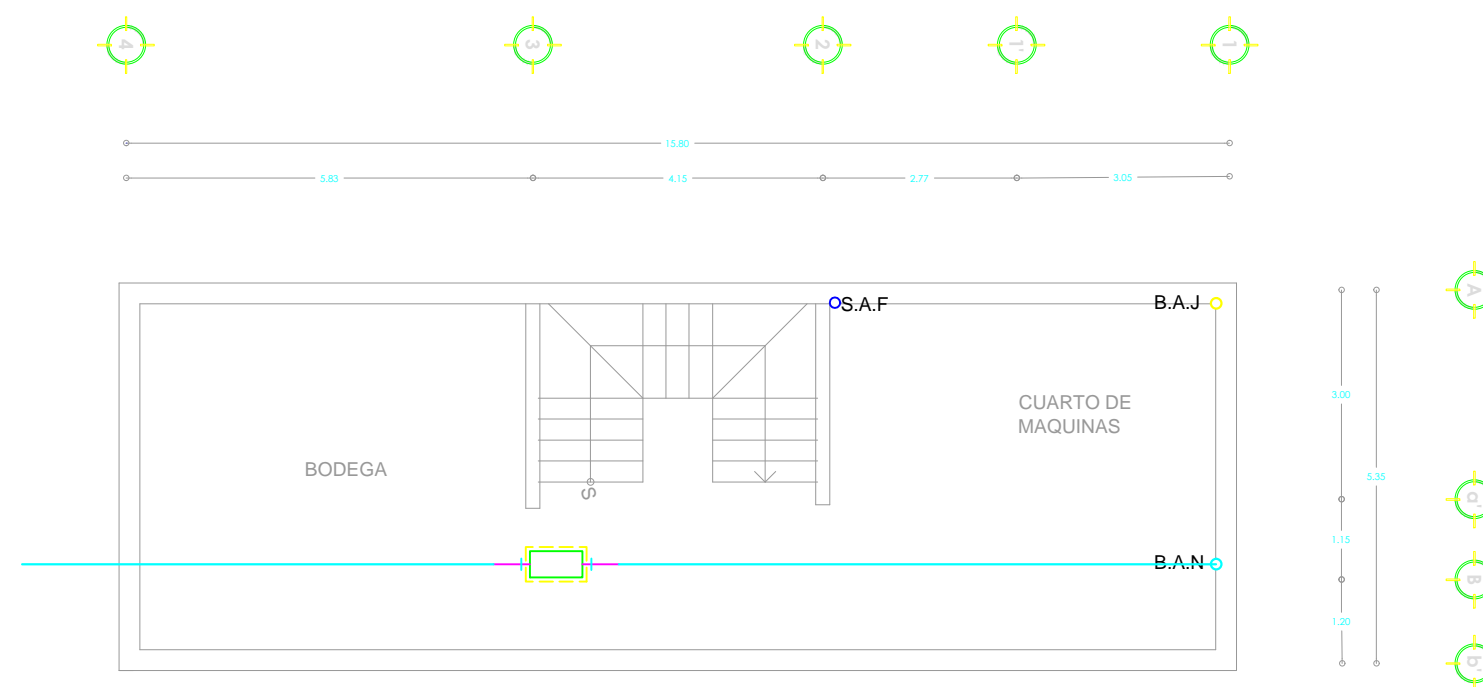 4
3
2
1'
1
15.80
5.83
4.15
2.77
3.05
S.A.F
B.A.J
A
CUARTO DE
MAQUINAS
3.00
BODEGA
5.35
S
a'
1.15
B.A.N
B
1.20
b'